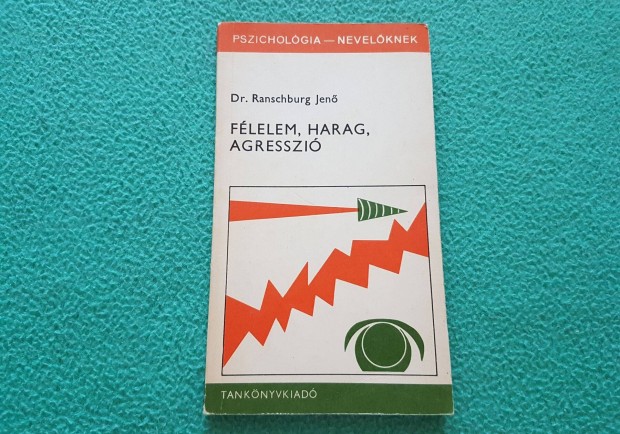 PSZICHOLÓGIA — NEVELŐKNEK
Dr. Ranschburg Jenő
FÉLELEM, HARAG,
AGRESSZIÓ
TANKÖNYVKIADÓ